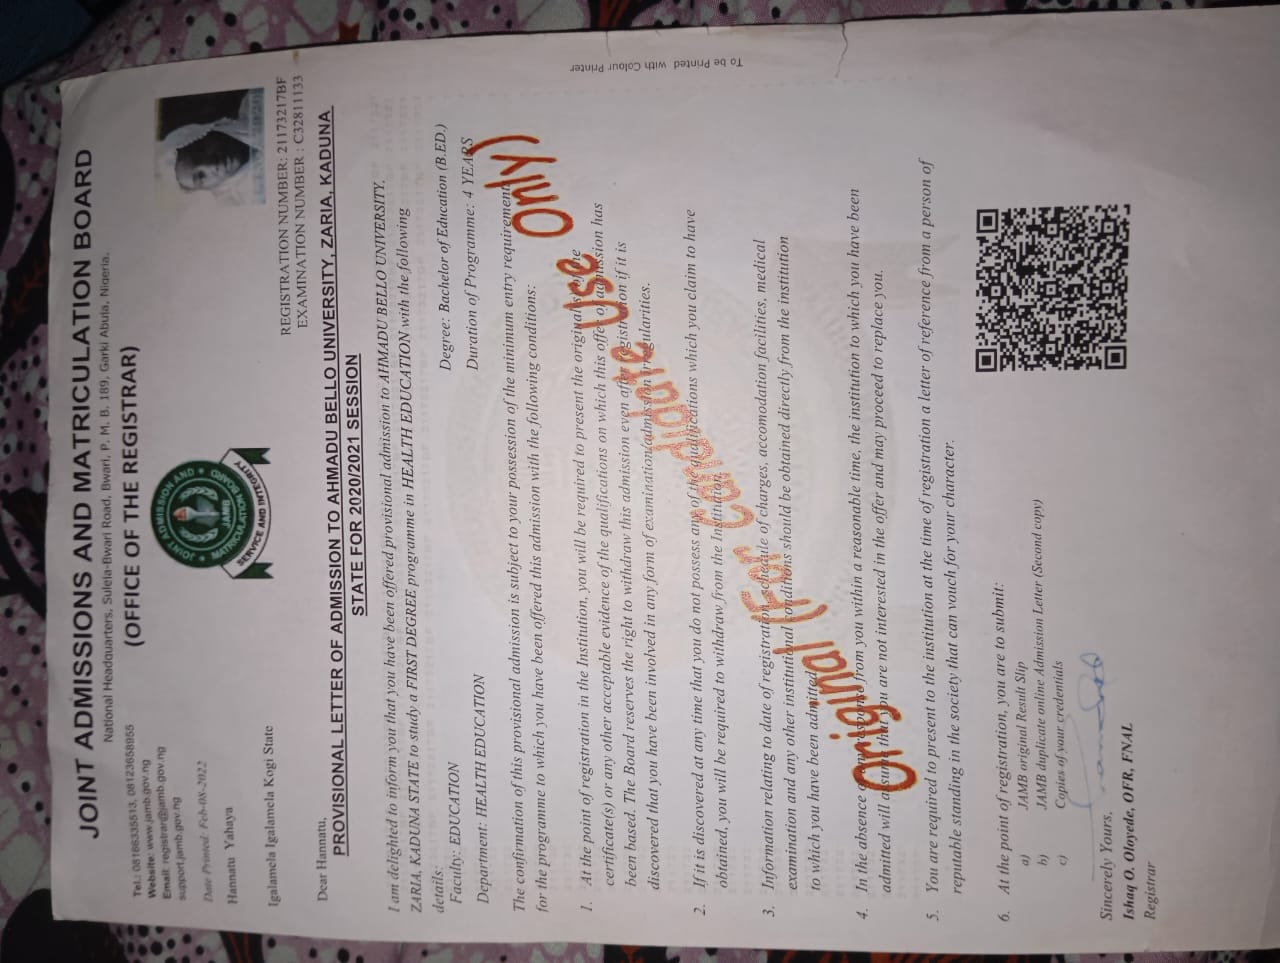 JOINT ADMISSIONS AND MATRICULATION BOARD
National Headquarters, Suleja-Bwari Road, Bwari, P. M. B. 189, Garki Abuja, Nigeria.
(OFFICE OF THE REGISTRAR)
Tel.: 08166335513, 08123658955
Website: www.jamb.gov.ng
Email: registrar@jamb.gov.ng
support.jamb.gov.ng
Date Printed: Feb-08-2022
Hannatu Yahaya
Igalamela Igalamela Kogi State
JOINT ADMISSION AND
MATRICULATION BOARD
JAMB
SERVICE AND INTEGRITY
REGISTRATION NUMBER: 21173217BF
EXAMINATION NUMBER : C32811133
Dear Hannatu,
PROVISIONAL LETTER OF ADMISSION TO AHMADU BELLO UNIVERSITY, ZARIA, KADUNA
STATE FOR 2020/2021 SESSION
I am delighted to inform you that you have been offered provisional admission to AHMADU BELLO UNIVERSITY,
ZARIA, KADUNA STATE to study a FIRST DEGREE programme in HEALTH EDUCATION with the following
details:
Faculty: EDUCATION Degree: Bachelor of Education (B.ED.)
Department: HEALTH EDUCATION Duration of Programme: 4 YEARS
The confirmation of this provisional admission is subject to your possession of the minimum entry requirement
for the programme to which you have been offered this admission with the following conditions:
1. At the point of registration in the Institution, you will be required to present the originals of the
certificate(s) or any other acceptable evidence of the qualifications on which this offer of admission has
been based. The Board reserves the right to withdraw this admission even after registration if it is
discovered that you have been involved in any form of examination/admission irregularities.
2. If it is discovered at any time that you do not possess any of the qualifications which you claim to have
obtained, you will be required to withdraw from the Institution.
3. Information relating to date of registration, schedule of charges, accomodation facilities, medical
examination and any other institutional conditions should be obtained directly from the institution
to which you have been admitted.
4. In the absence of any response from you within a reasonable time, the institution to which you have been
admitted will assume that you are not interested in the offer and may proceed to replace you.
5. You are required to present to the institution at the time of registration a letter of reference from a person of
reputable standing in the society that can vouch for your character.
6. At the point of registration, you are to submit:
a) JAMB original Result Slip
b) JAMB duplicate online Admission Letter (Second copy)
c) Copies of your credentials
Original (For Candidate Use Only)
Sincerely Yours,
Ishaq O. Oloyede, OFR, FNAL
Registrar
To be Printed with Colour Printer